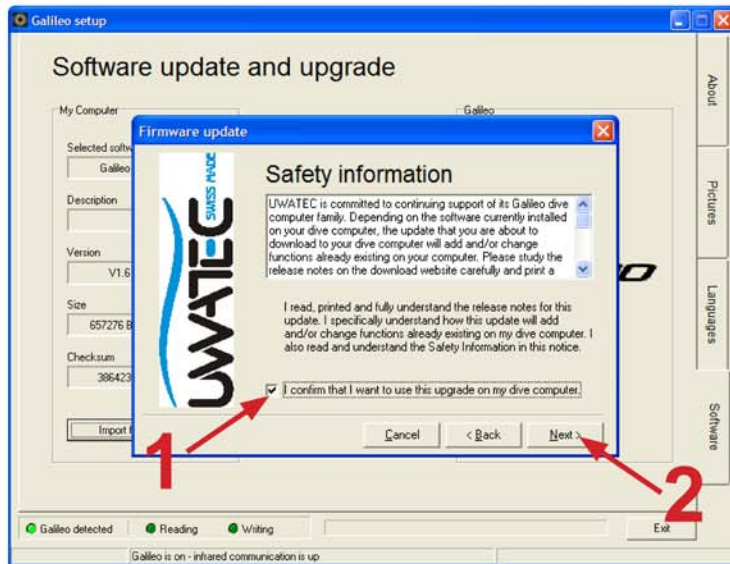 Galileo setup
Software update and upgrade
My Computer
Galileo
Firmware update
Safety information
UWATEC
SWISS MADE
UWATEC is committed to continuing support of its Galileo dive
computer family. Depending on the software currently installed
on your dive computer, the update that you are about to
download to your dive computer will add and/or change
functions already existing on your computer. Please study the
release notes on the download website carefully and print a
I read, printed and fully understand the release notes for this
update. I specifically understand how this update will add
and/or change functions already existing on my dive computer. I
also read and understand the Safety Information in this notice.
I confirm that I want to use this upgrade on my dive computer.
Cancel
< Back
Next >
Selected
Galileo
Description
Version
V1.6
Size
657276 B
Checksum
386423
Import
1
2
About
Pictures
Languages
Software
Galileo detected
Reading
Writing
Exit
Galileo is on - infrared communication is up